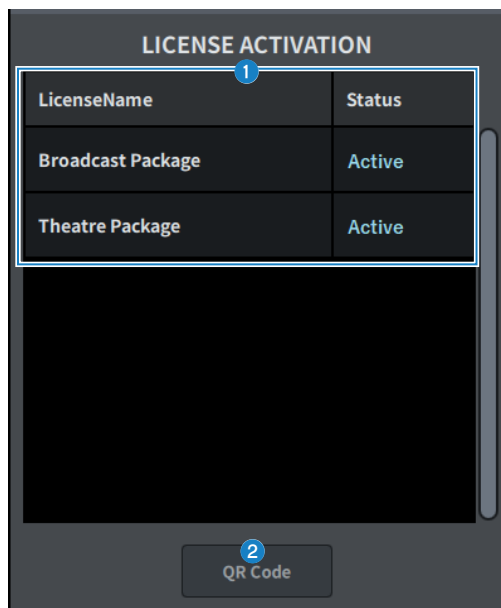 LICENSE ACTIVATION
1
LicenseName Status
Broadcast Package Active
Theatre Package Active
2
QR Code